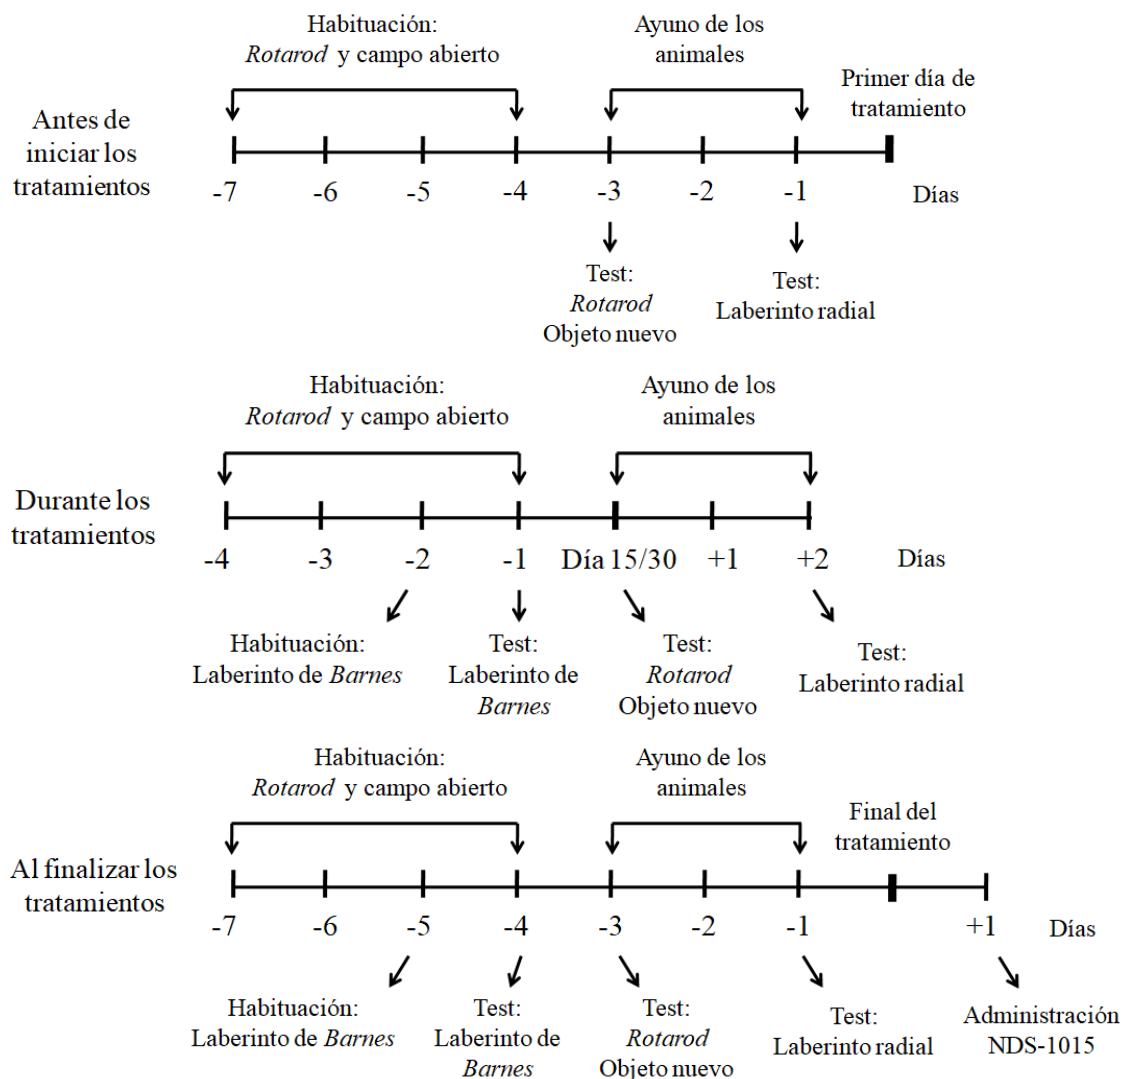 Habituación:
Rotarod y campo abierto
Ayuno de los
animales
Primer día de
tratamiento
Antes de
iniciar los
tratamientos
-7
-6
-5
-4
-3
-2
-1
Días
Test:
Rotarod
Objeto nuevo
Test:
Laberinto radial
Habituación:
Rotarod y campo abierto
Ayuno de los
animales
Durante los
tratamientos
-4
-3
-2
-1
Día 15/30
+1
+2
Días
Habituación:
Laberinto de Barnes
Test:
Laberinto de
Barnes
Test:
Rotarod
Objeto nuevo
Test:
Laberinto radial
Habituación:
Rotarod y campo abierto
Ayuno de los
animales
Final del
tratamiento
Al finalizar los
tratamientos
-7
-6
-5
-4
-3
-2
-1
+1
Días
Habituación:
Laberinto de Barnes
Test:
Laberinto de
Barnes
Test:
Rotarod
Objeto nuevo
Test:
Laberinto radial
Administración
NDS-1015